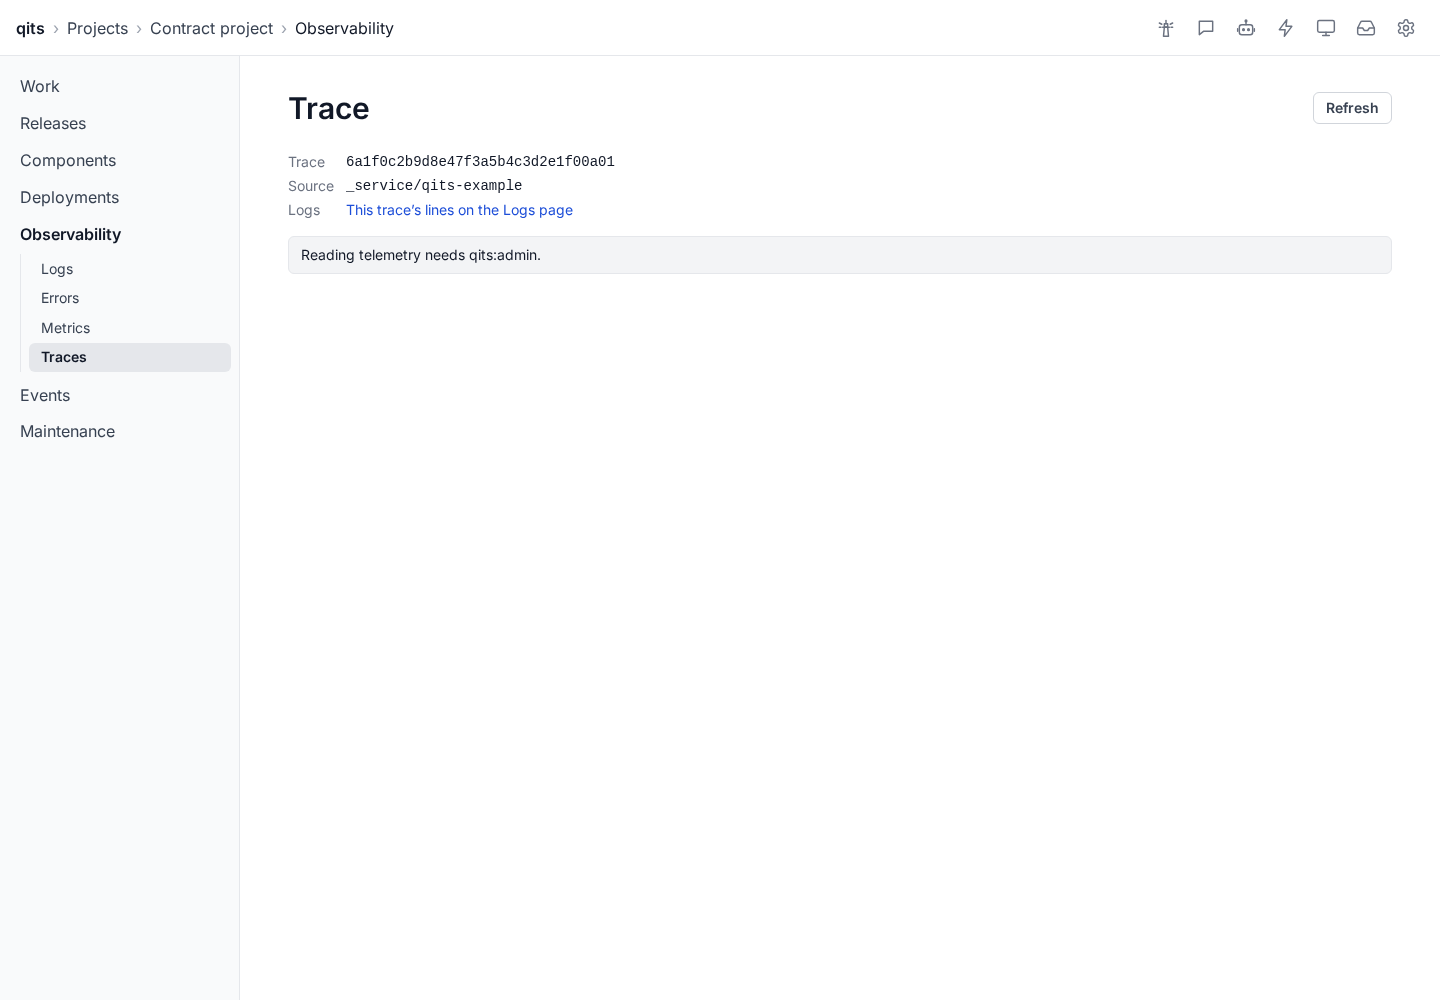 qits › Projects › Contract project › Observability
Work
Releases
Components
Deployments
Observability
Logs
Errors
Metrics
Traces
Events
Maintenance
Trace
Refresh
Trace 6a1f0c2b9d8e47f3a5b4c3d2e1f00a01
Source _service/qits-example
Logs This trace’s lines on the Logs page
Reading telemetry needs qits:admin.